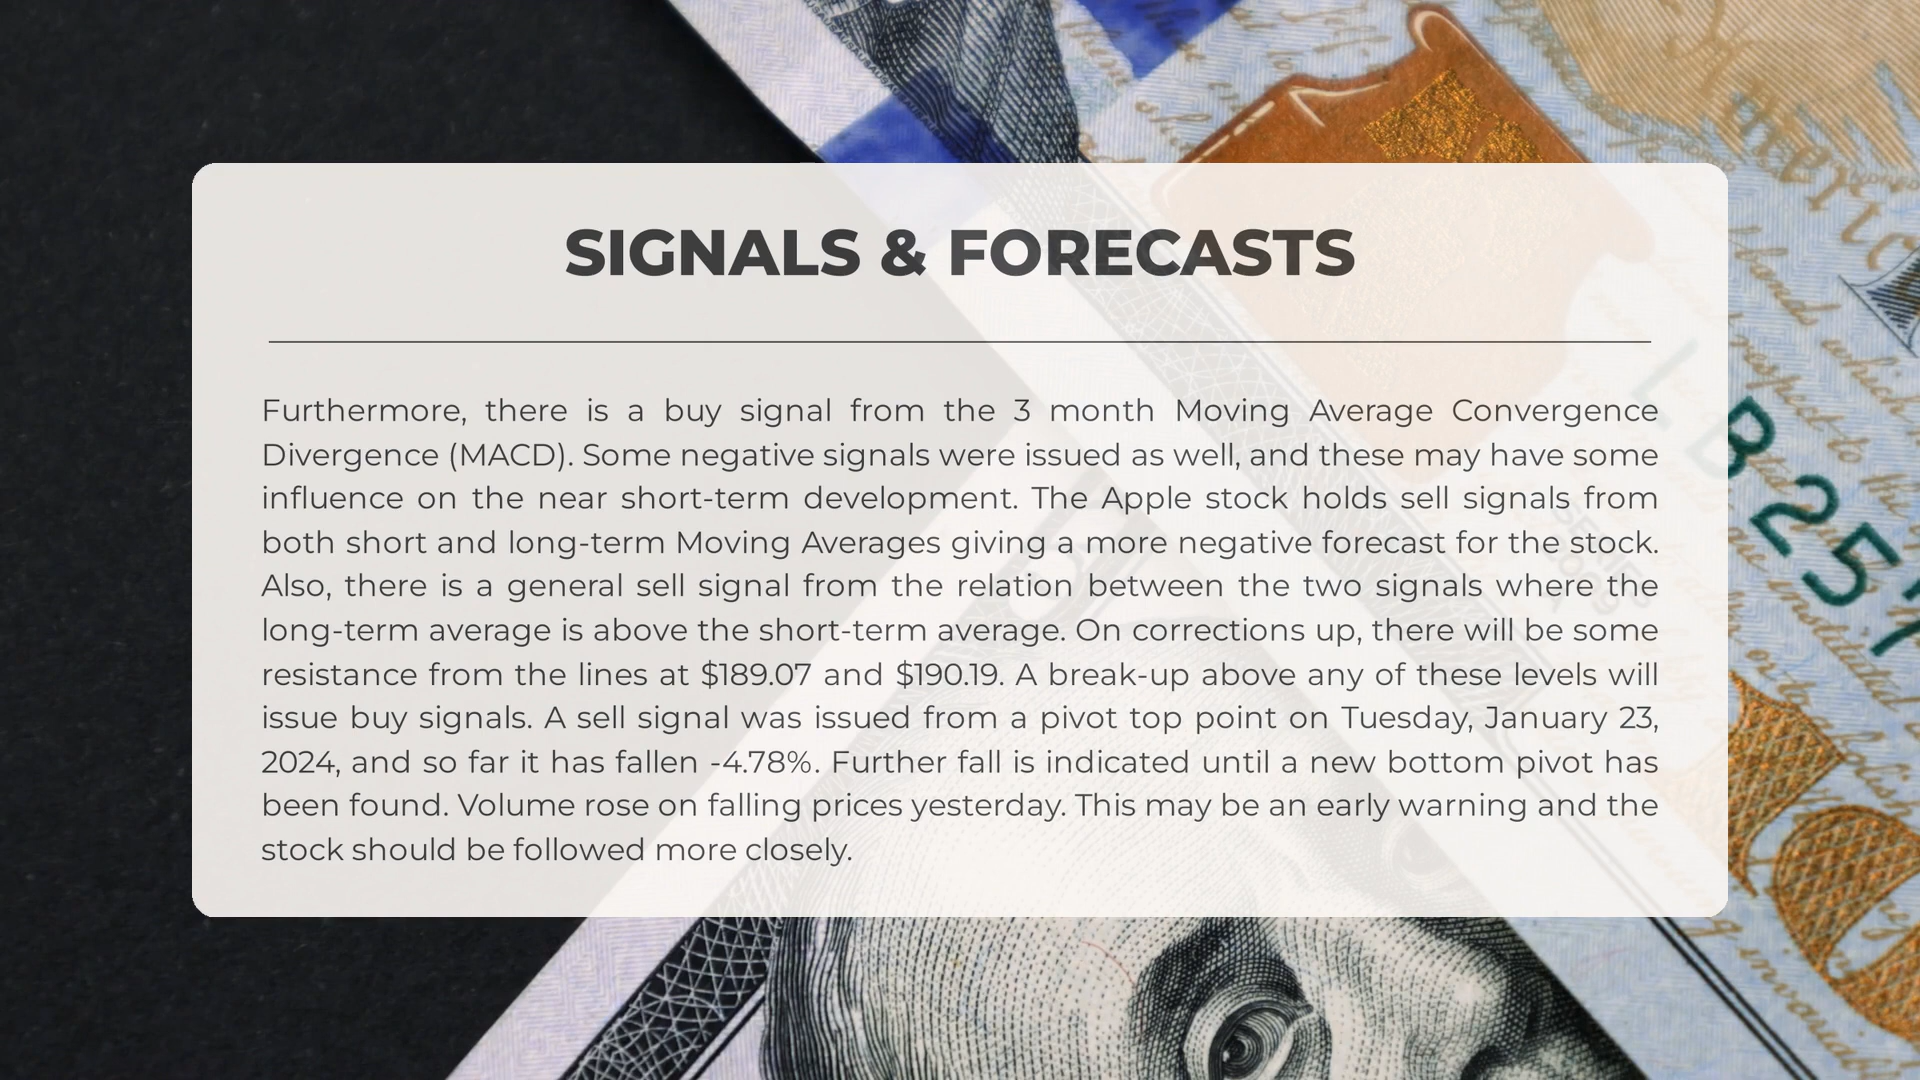 SIGNALS & FORECASTS
Furthermore, there is a buy signal from the 3 month Moving Average Convergence
Divergence (MACD). Some negative signals were issued as well, and these may have some
influence on the near short-term development. The Apple stock holds sell signals from
both short and long-term Moving Averages giving a more negative forecast for the stock.
Also, there is a general sell signal from the relation between the two signals where the
long-term average is above the short-term average. On corrections up, there will be some
resistance from the lines at $189.07 and $190.19. A break-up above any of these levels will
issue buy signals. A sell signal was issued from a pivot top point on Tuesday, January 23,
2024, and so far it has fallen -4.78%. Further fall is indicated until a new bottom pivot has
been found. Volume rose on falling prices yesterday. This may be an early warning and the
stock should be followed more closely.